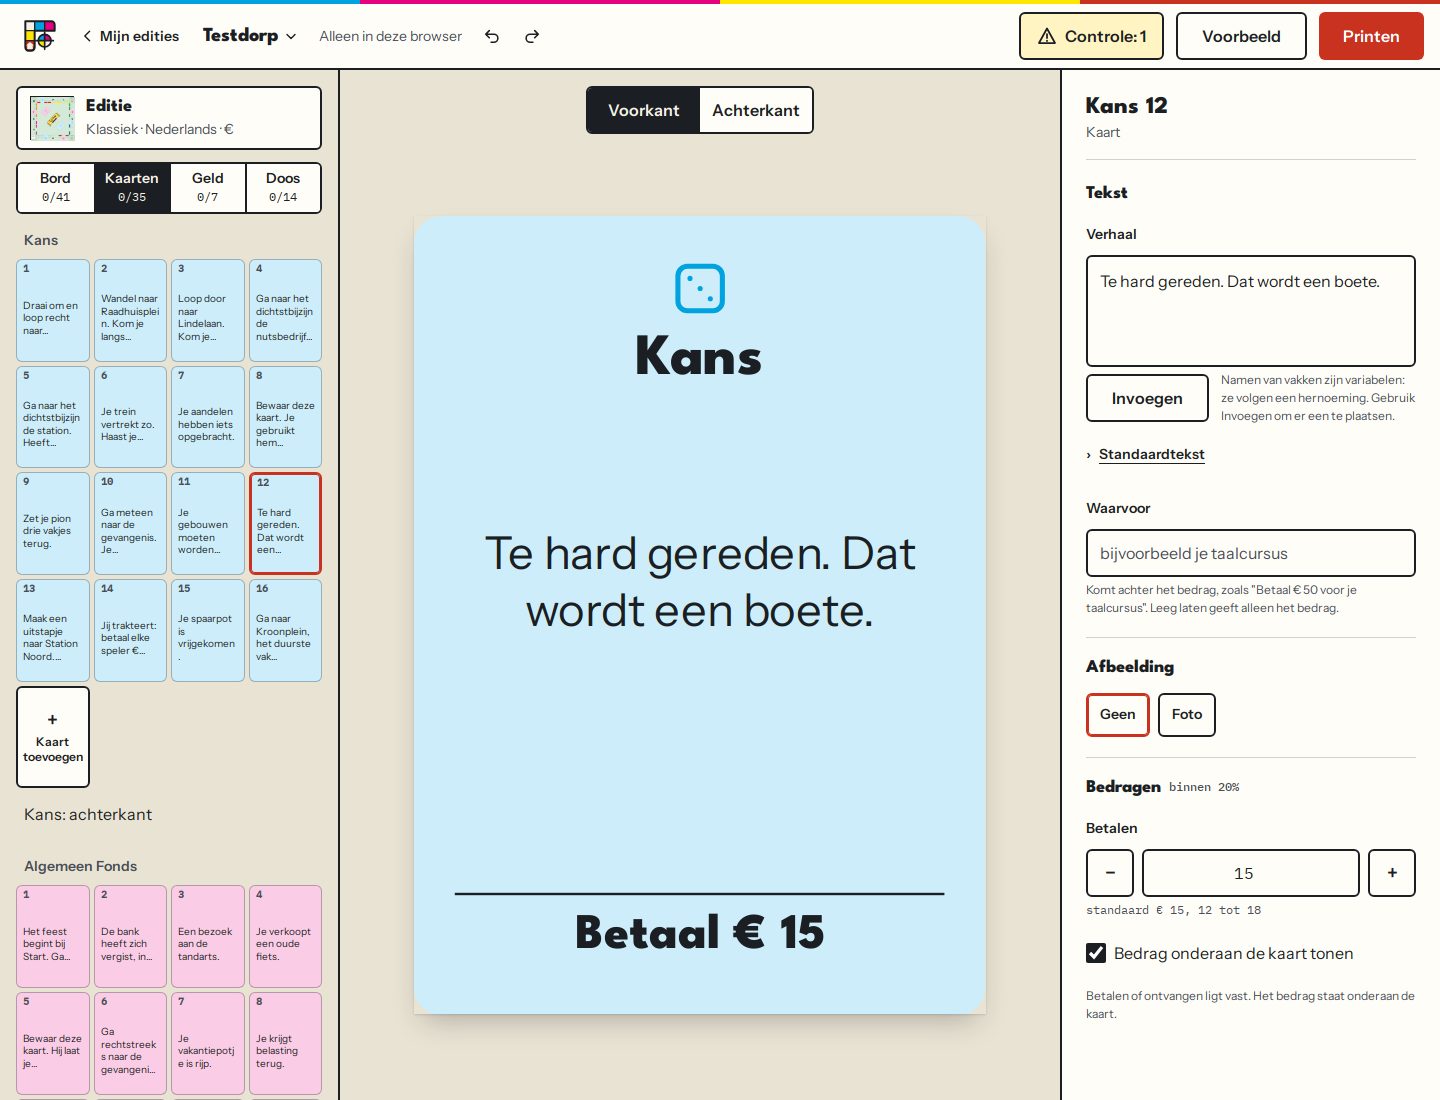 Mijn edities
Testdorp
Alleen in deze browser
Controle: 1
Voorbeeld
Printen
Editie
Klassiek · Nederlands · €
Bord
0/41
Kaarten
0/35
Geld
0/7
Doos
0/14
Kans
1
Draai om en
loop recht
naar...
2
Wandel naar
Raadhuisplei
n. Kom je
langs...
3
Loop door
naar
Lindelaan.
Kom je...
4
Ga naar het
dichtstbijzijn
de
nutsbedrijf...
5
Ga naar het
dichtstbijzijn
de station.
Heeft...
6
Je trein
vertrekt zo.
Haast je...
7
Je aandelen
hebben iets
opgebracht.
8
Bewaar deze
kaart. Je
gebruikt
hem...
9
Zet je pion
drie vakjes
terug.
10
Ga meteen
naar de
gevangenis.
Je...
11
Je
gebouwen
moeten
worden...
12
Te hard
gereden.
Dat wordt
een...
13
Maak een
uitstapje
naar Station
Noord....
14
Jij trakteert:
betaal elke
speler €...
15
Je spaarpot
is
vrijgekomen
.
16
Ga naar
Kroonplein,
het duurste
vak...
+
Kaart
toevoegen
Kans: achterkant
Algemeen Fonds
1
Het feest
begint bij
Start. Ga...
2
De bank
heeft zich
vergist, in...
3
Een bezoek
aan de
tandarts.
4
Je verkoopt
een oude
fiets.
5
Bewaar deze
kaart. Hij laat
je...
6
Ga
rechtstreek
s naar de
gevangeni...
7
Je
vakantiepotj
e is rijp.
8
Je krijgt
belasting
terug.
Voorkant
Achterkant
Kans
Te hard gereden. Dat
wordt een boete.
Betaal € 15
Kans 12
Kaart
Tekst
Verhaal
Te hard gereden. Dat wordt een boete.
Invoegen
Namen van vakken zijn variabelen:
ze volgen een hernoeming. Gebruik
Invoegen om er een te plaatsen.
› Standaardtekst
Waarvoor
bijvoorbeeld je taalcursus
Komt achter het bedrag, zoals "Betaal € 50 voor je
taalcursus". Leeg laten geeft alleen het bedrag.
Afbeelding
Geen
Foto
Bedragen binnen 20%
Betalen
− 15 +
standaard € 15, 12 tot 18
Bedrag onderaan de kaart tonen
Betalen of ontvangen ligt vast. Het bedrag staat onderaan de
kaart.